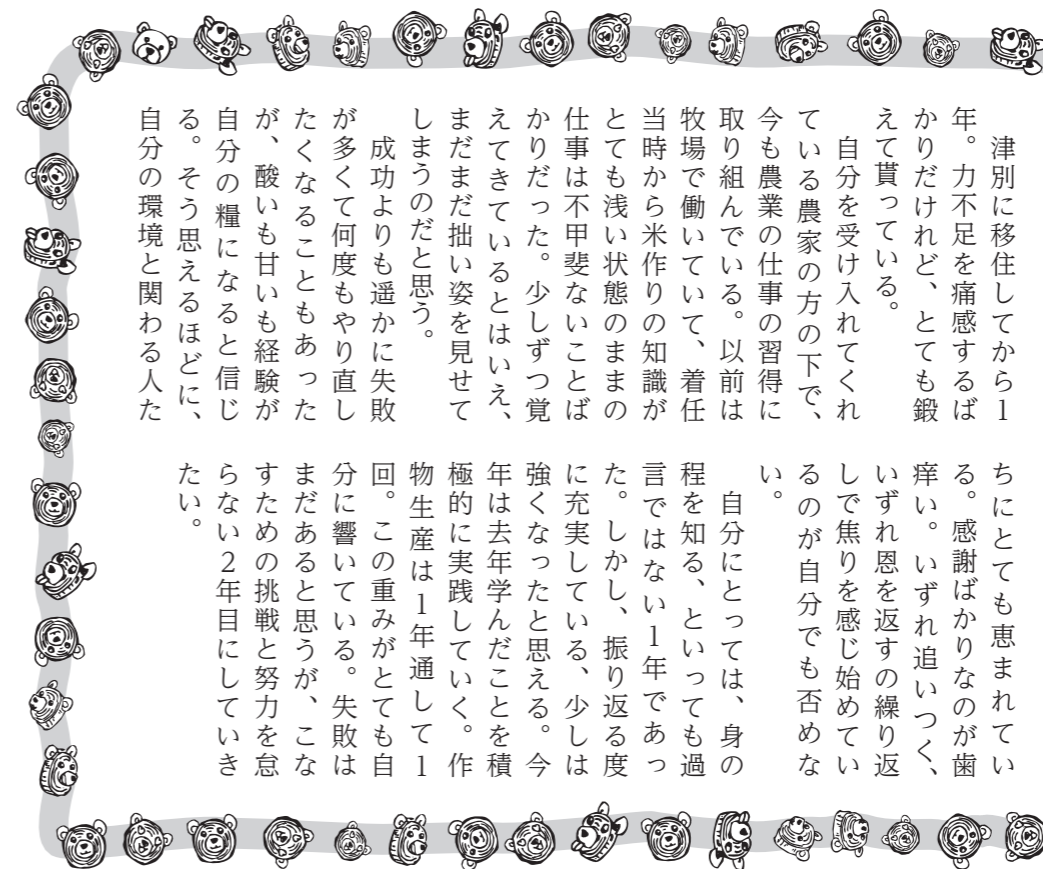 津別に移住してから1
年。力不足を痛感するば
かりだけれど、とても鍛
えて貰っている。
自分を受け入れてくれ
ている農家の方の下で、
今も農業の仕事の習得に
取り組んでいる。以前は
牧場で働いていて、着任
当時から米作りの知識が
とても浅い状態のままの
仕事は不甲斐ないことば
かりだった。少しずつ覚
えてきているとはいえ、
まだまだ拙い姿を見せて
しまうのだと思う。
成功よりも遥かに失敗
が多くて何度もやり直し
たくなることもあった
が、酸いも甘いも経験が
自分の糧になると信じ
る。そう思えるほどに、
自分の環境と関わる人た
ちにとても恵まれてい
る。感謝ばかりなのが歯
痒い。いずれ追いつく、
いずれ恩を返すの繰り返
しで焦りを感じ始めてい
るのが自分でも否めな
い。
自分にとっては、身の
程を知る、といっても過
言ではない1年であっ
た。しかし、振り返る度
に充実している、少しは
強くなったと思える。今
年は去年学んだことを積
極的に実践していく。作
物生産は1年通して1
回。この重みがとても自
分に響いている。失敗は
まだあると思うが、こな
すための挑戦と努力を怠
らない2年目にしていき
たい。